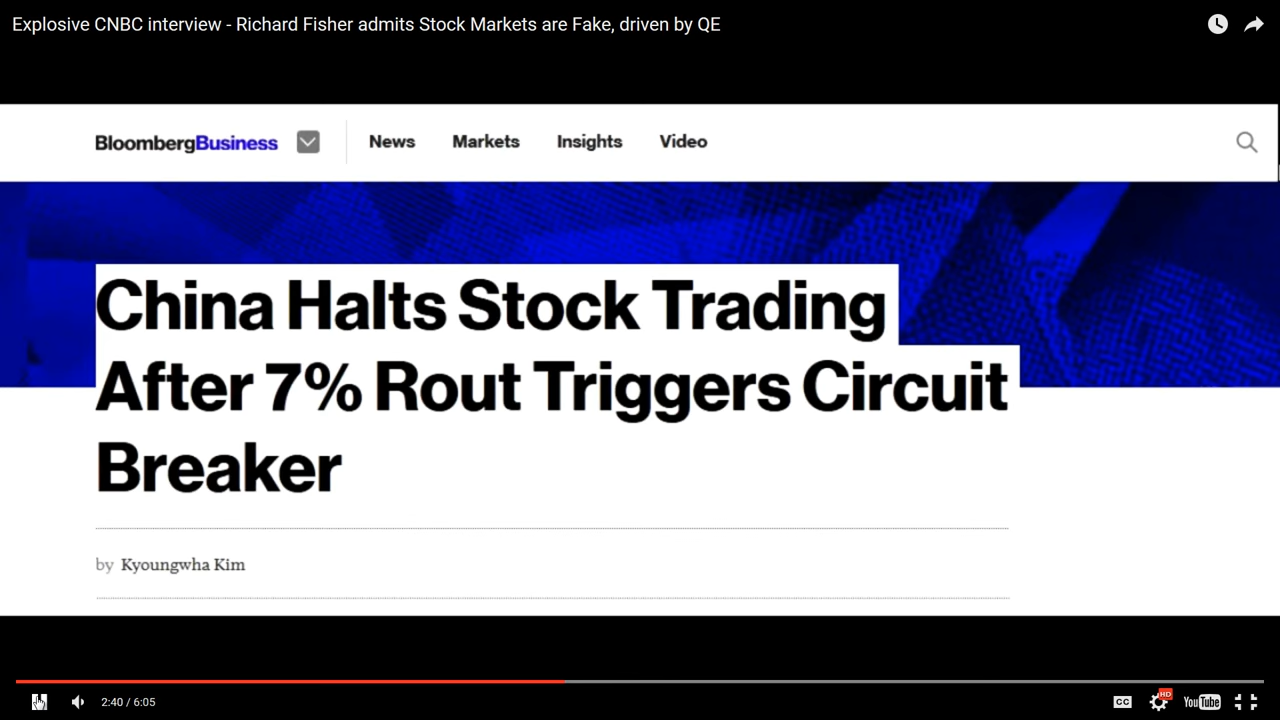 Explosive CNBC interview - Richard Fisher admits Stock Markets are Fake, driven by QE
BloombergBusiness News Markets Insights Video
China Halts Stock Trading
After 7% Rout Triggers Circuit
Breaker
by Kyoungwha Kim
2:40 / 6:05 CC HD YouTube